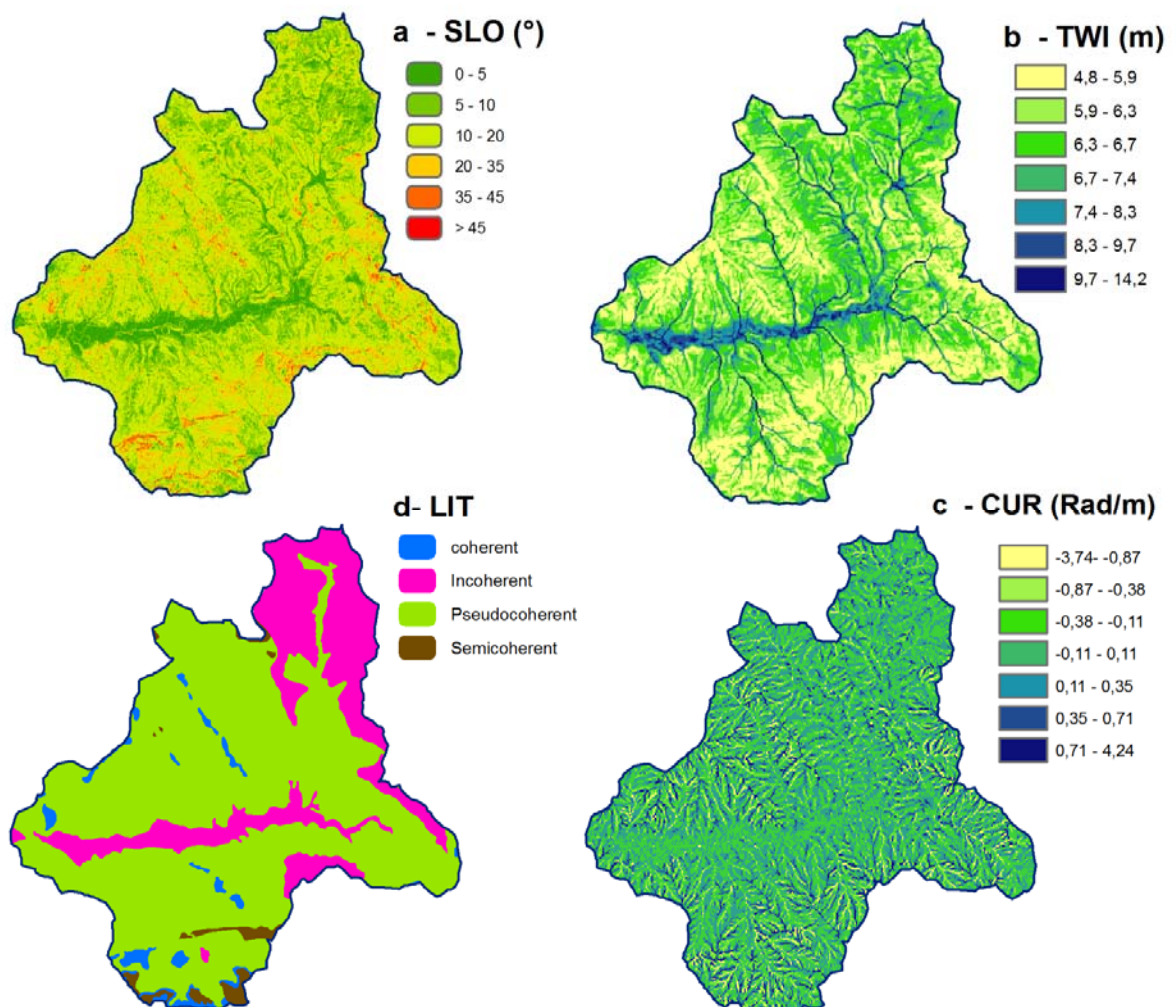 a - SLO (°)
0 - 5
5 - 10
10 - 20
20 - 35
35 - 45
> 45
b - TWI (m)
4,8 - 5,9
5,9 - 6,3
6,3 - 6,7
6,7 - 7,4
7,4 - 8,3
8,3 - 9,7
9,7 - 14,2
d- LIT
coherent
Incoherent
Pseudocoherent
Semicoherent
c - CUR (Rad/m)
-3,74- -0,87
-0,87 - -0,38
-0,38 - -0,11
-0,11 - 0,11
0,11 - 0,35
0,35 - 0,71
0,71 - 4,24